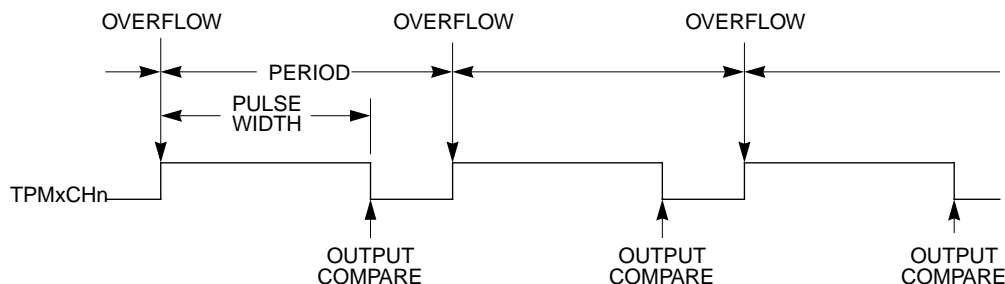 OVERFLOW
OVERFLOW
OVERFLOW
PERIOD
PULSE
WIDTH
TPMxCHn
OUTPUT
COMPARE
OUTPUT
COMPARE
OUTPUT
COMPARE